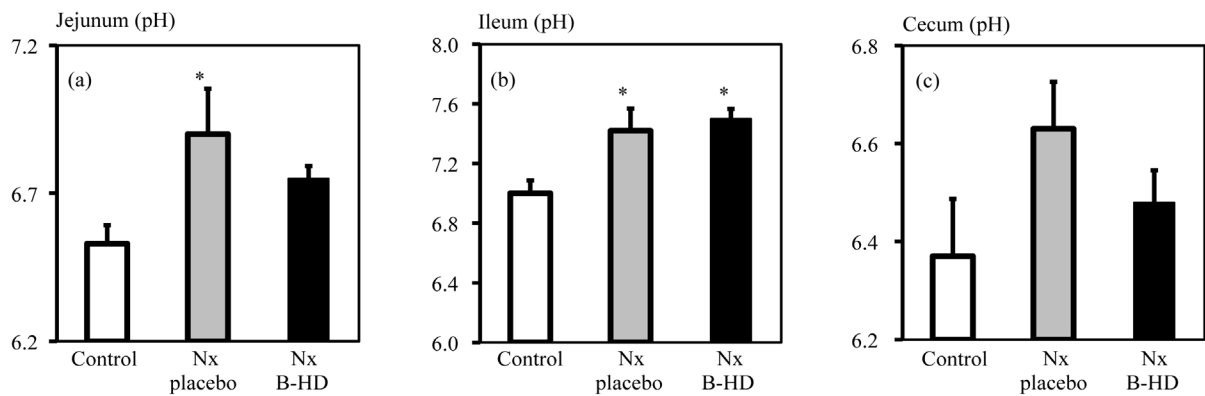 Jejunum (pH)
7.2
6.7
6.2
(a)
*
Control
Nx
placebo
Nx
B-HD
Ileum (pH)
8.0
7.6
7.2
6.8
6.4
6.0
(b)
*
*
Control
Nx
placebo
Nx
B-HD
Cecum (pH)
6.8
6.6
6.4
6.2
(c)
Control
Nx
placebo
Nx
B-HD